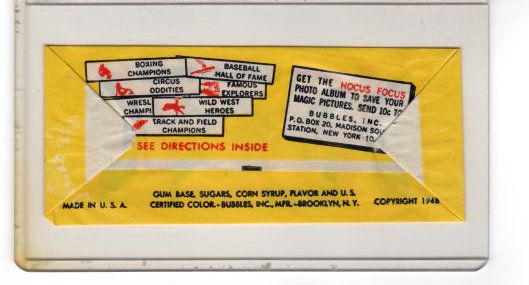 BOXING
CHAMPIONS
BASEBALL
HALL OF FAME
CIRCUS
ODDITIES
FAMOUS
EXPLORERS
WRESL
CHAMPI
WILD WEST
HEROES
TRACK AND FIELD
CHAMPIONS
SEE DIRECTIONS INSIDE
GET THE HOCUS FOCUS
PHOTO ALBUM TO SAVE YOUR
MAGIC PICTURES. SEND 10c TO
BUBBLES, INC.
P.O. BOX 20, MADISON SQU
STATION, NEW YORK 10,
GUM BASE, SUGARS, CORN SYRUP, FLAVOR AND U. S.
MADE IN U. S. A. CERTIFIED COLOR.-BUBBLES, INC., MFR.-BROOKLYN, N. Y. COPYRIGHT 1948